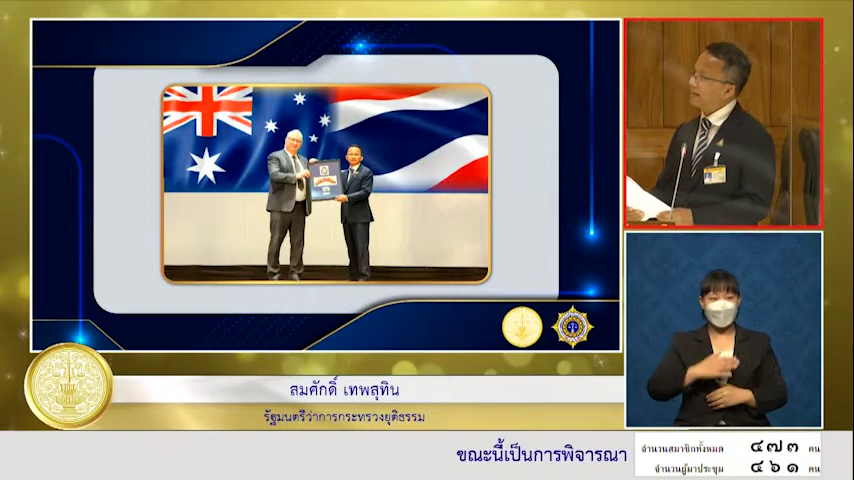 สมศักดิ์ เทพสุทิน
รัฐมนตรีว่าการกระทรวงยุติธรรม
ขณะนี้เป็นการพิจารณา
จำนวนสมาชิกทั้งหมด ๔๗๓ คน
จำนวนผู้มาประชุม ๔๖๑ คน